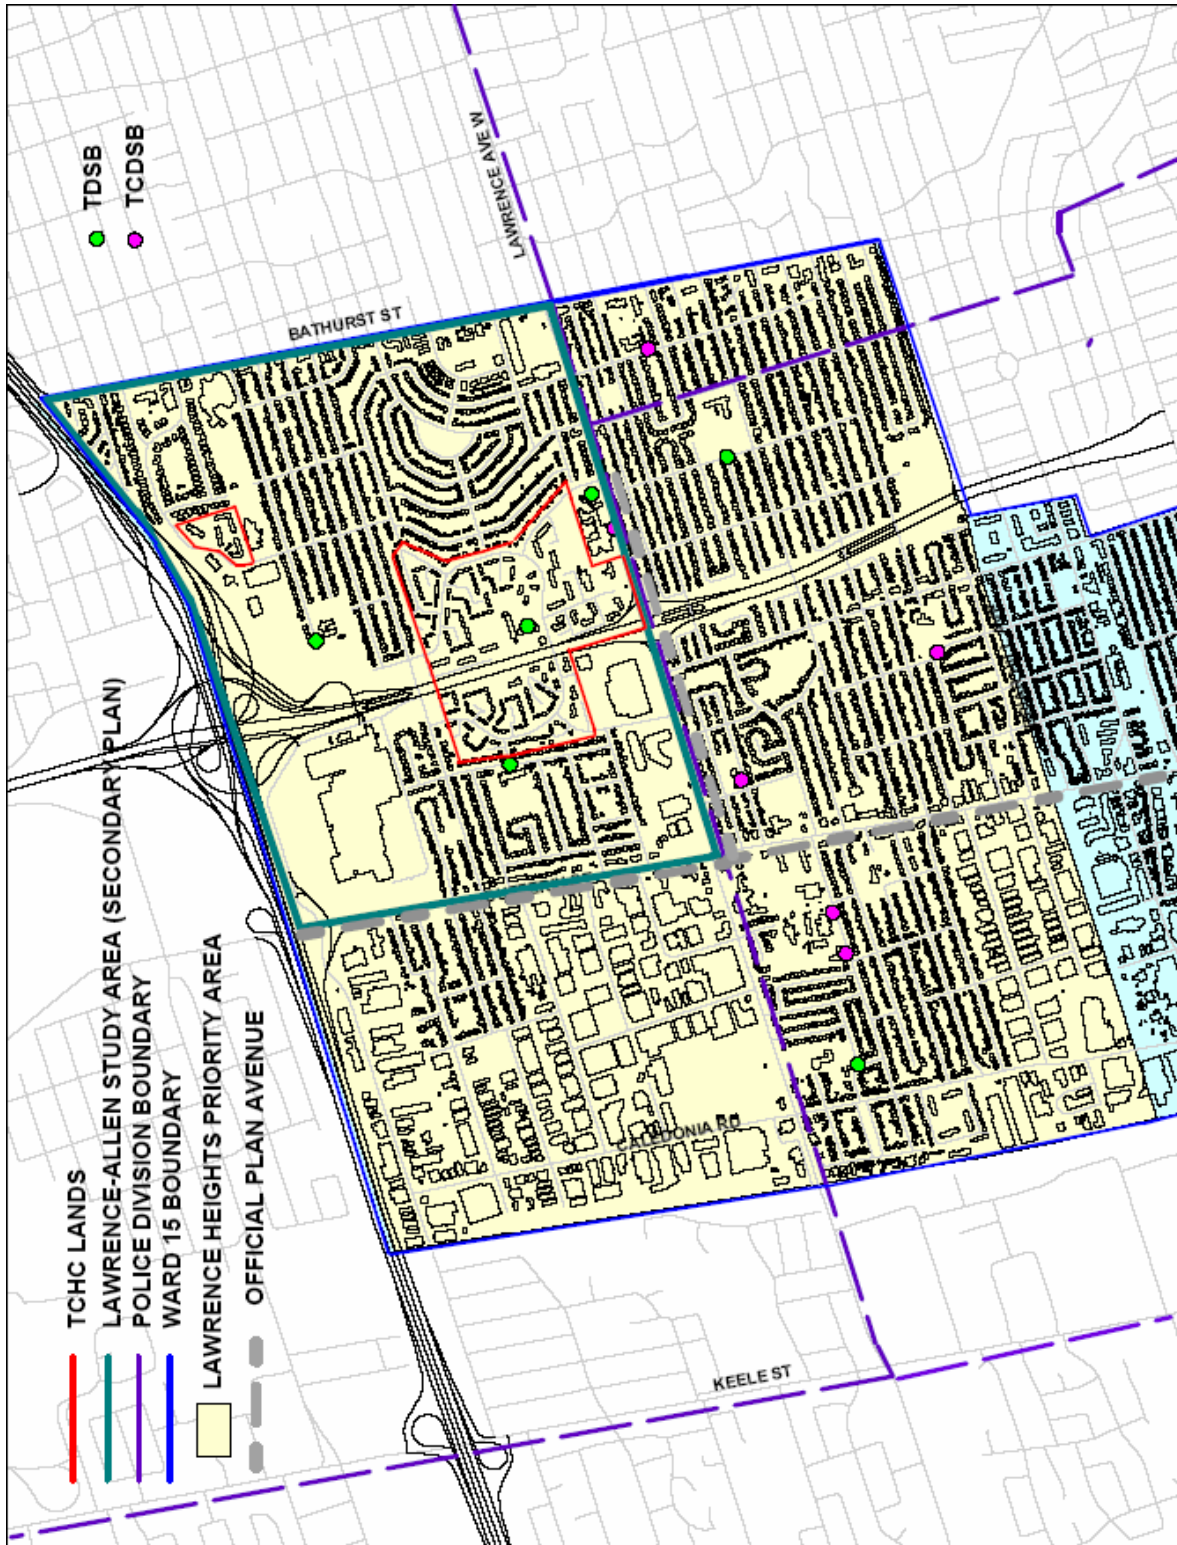 TCHC LANDS
LAWRENCE-ALLEN STUDY AREA (SECONDARY PLAN)
POLICE DIVISION BOUNDARY
WARD 15 BOUNDARY
LAWRENCE HEIGHTS PRIORITY AREA
OFFICIAL PLAN AVENUE
TDSB
TCDSB
BATHURST ST
LAWRENCE AVE W
CALEDONIA RD
KEELE ST